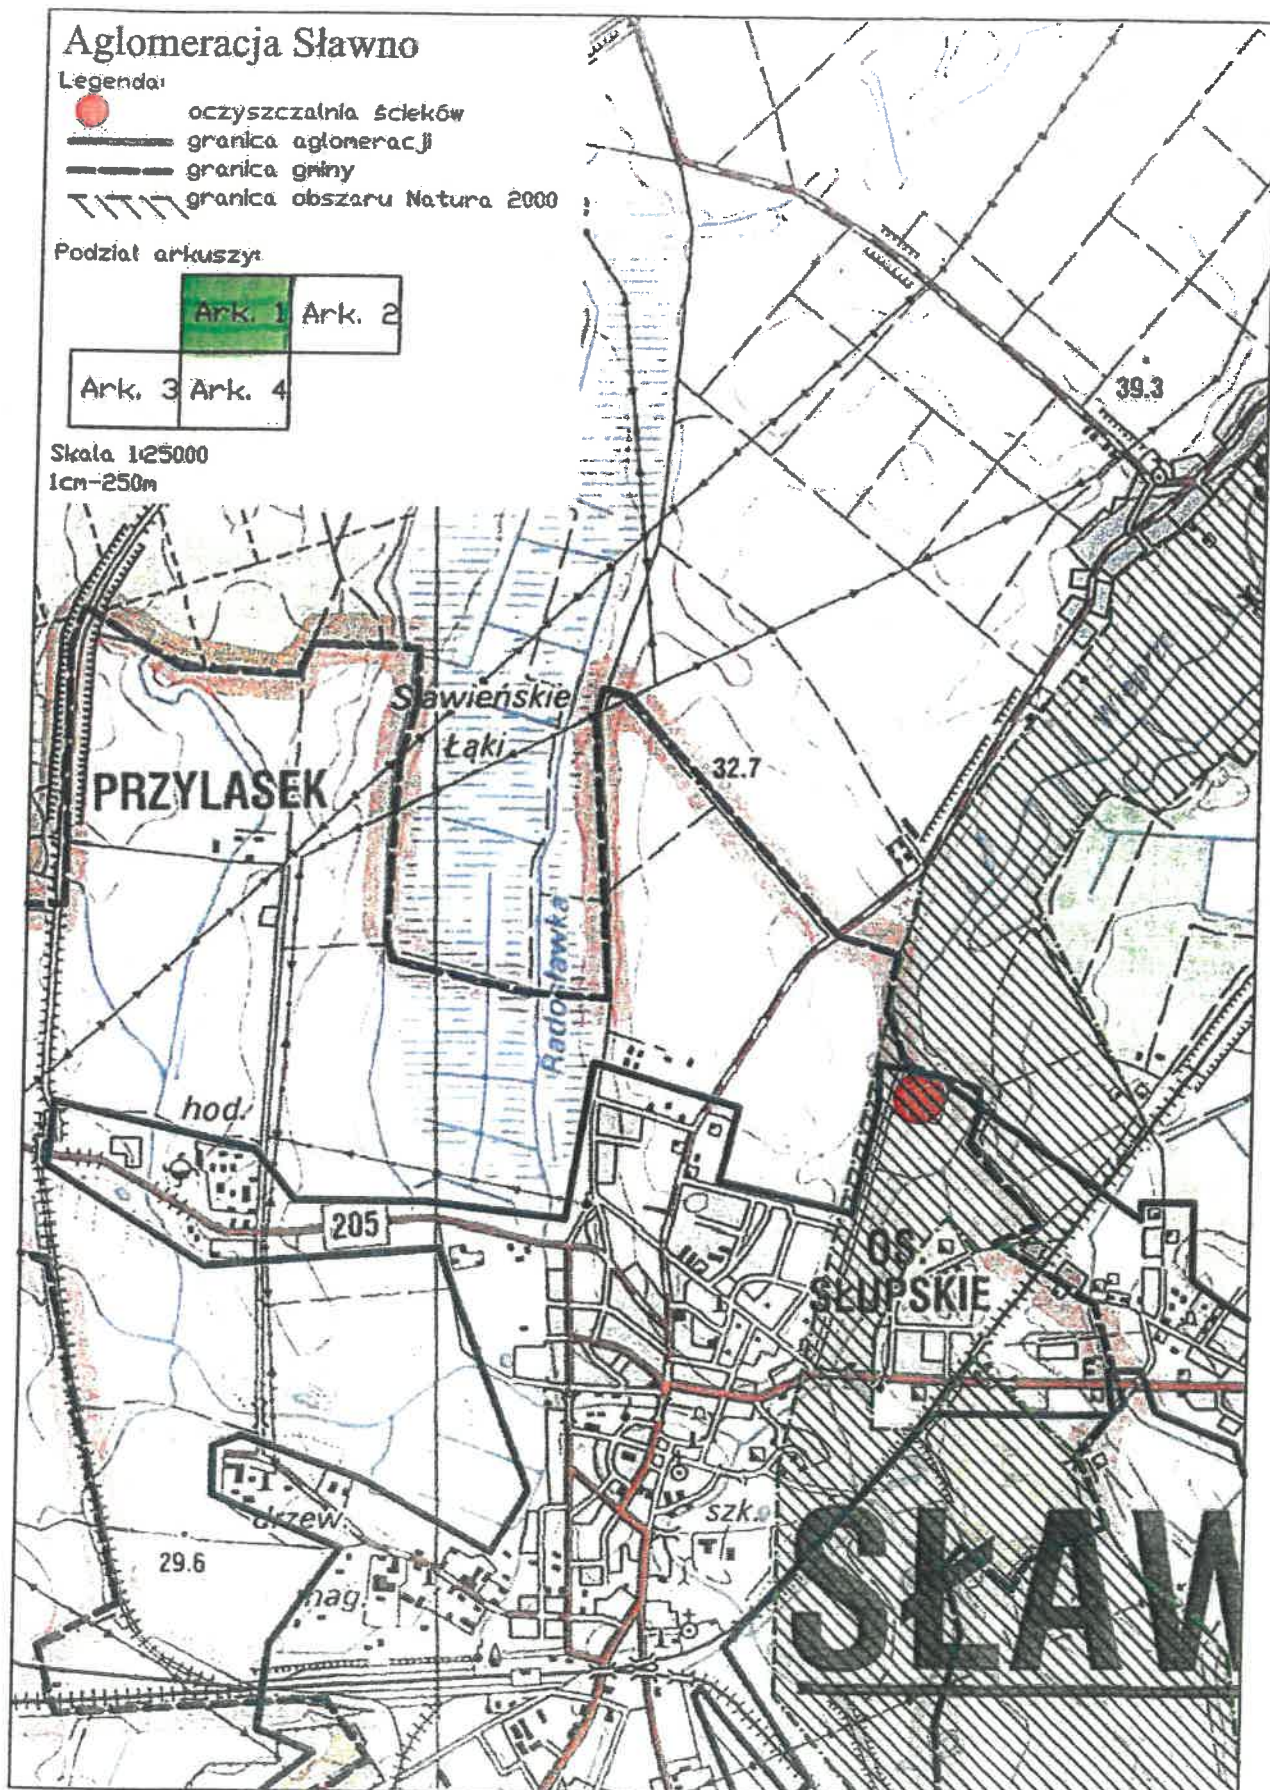 Aglomeracja Sławno
Legenda:
oczyszczalnia ścieków
granica aglomeracji
granica gminy
granica obszaru Natura 2000
Podział arkuszy:
Ark. 1 Ark. 2
Ark. 3 Ark. 4
Skala 1:25000
1cm-250m
39.3
Wieprza
Sławieńskie
Łąki
32.7
PRZYLASEK
Radosławka
hod.
205
OS
SŁUPSKIE
drzew.
szk.
29.6
mag.
SŁAW